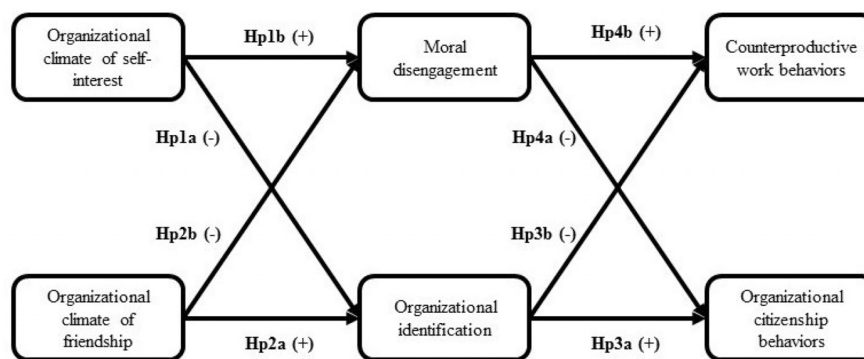 Organizational
climate of self-
interest
Hp1b (+)
Moral
disengagement
Hp4b (+)
Counterproductive
work behaviors
Hp1a (-)
Hp4a (-)
Hp2b (-)
Hp3b (-)
Organizational
climate of
friendship
Hp2a (+)
Organizational
identification
Hp3a (+)
Organizational
citizenship
behaviors